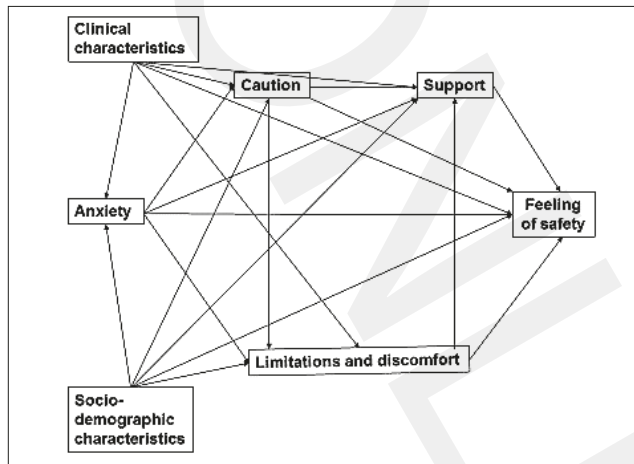 Clinical
characteristics
Caution
Support
Anxiety
Feeling
of safety
Limitations and discomfort
Socio-
demographic
characteristics